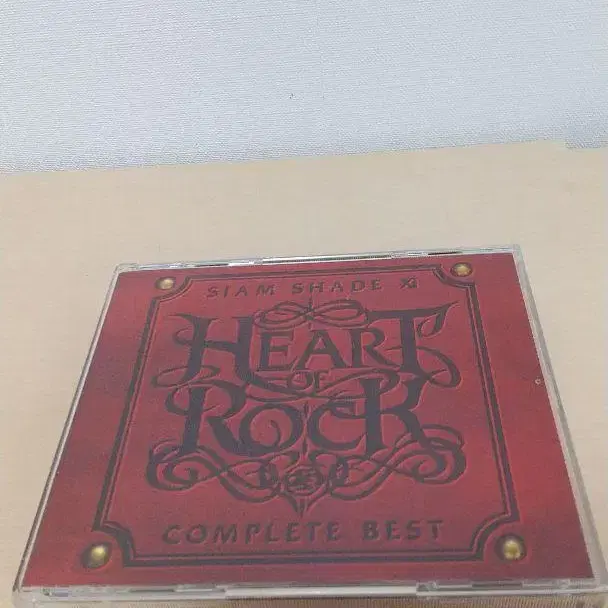 SIAM SHADE XI
HEART
OF
ROCK
COMPLETE BEST